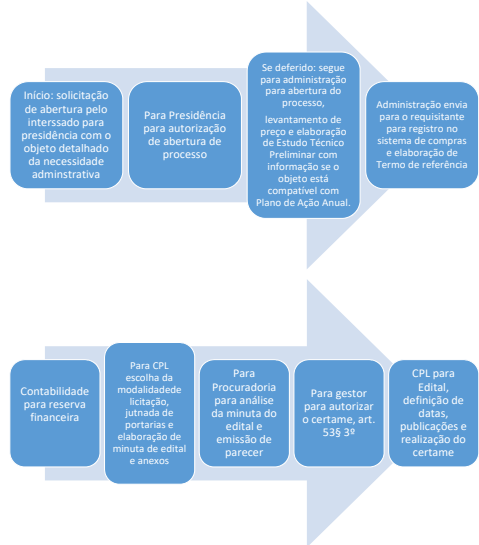 Início: solicitação
de abertura pelo
interssado para
presidência com o
objeto detalhado
da necessidade
adminstrativa
Para Presidência
para autorização
de abertura de
processo
Se deferido: segue
para administração
para abertura do
processo,
levantamento de
preço e elaboração
de Estudo Técnico
Preliminar com
informação se o
objeto está
compatível com
Plano de Ação Anual.
Administração envia
para o requisitante
para registro no
sistema de compras
e elaboração de
Termo de referência
Contabilidade
para reserva
financeira
Para CPL
escolha da
modalidadede
licitação,
jutnada de
portarias e
elaboração de
minuta de edital
e anexos
Para
Procuradoria
para análise
da minuta do
edital e
emissão de
parecer
Para gestor
para autorizar
o certame, art.
53§ 3º
CPL para
Edital,
definição de
datas,
publicações e
realização do
certame